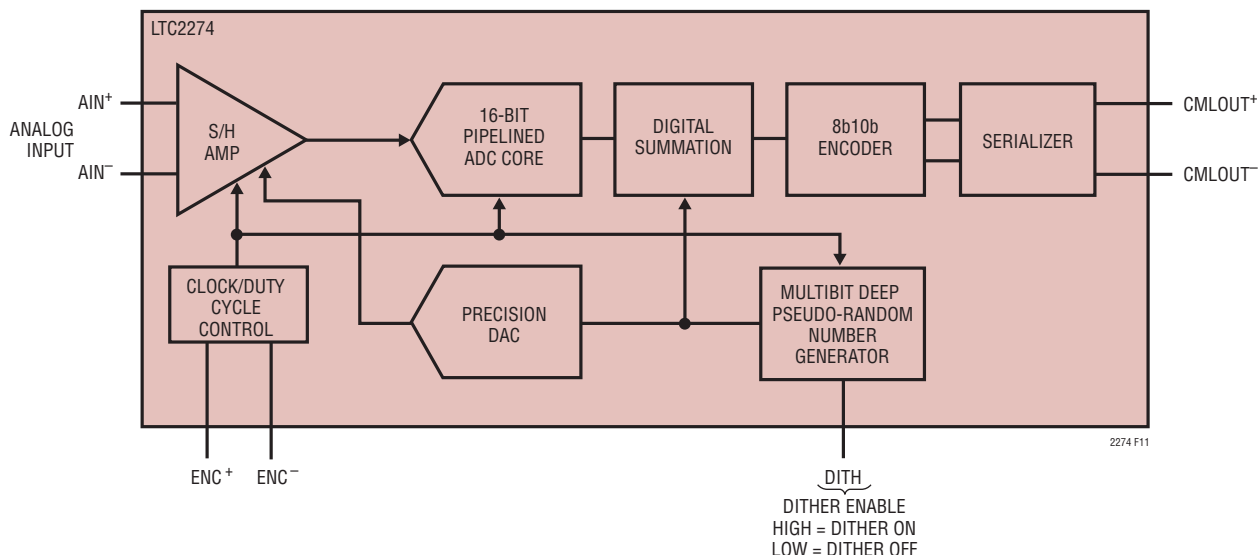 LTC2274
AIN+
ANALOG
INPUT
AIN−
S/H
AMP
16-BIT
PIPELINED
ADC CORE
DIGITAL
SUMMATION
8b10b
ENCODER
SERIALIZER
CMLOUT+
CMLOUT−
CLOCK/DUTY
CYCLE
CONTROL
PRECISION
DAC
MULTIBIT DEEP
PSEUDO-RANDOM
NUMBER
GENERATOR
2274 F11
ENC+
ENC−
DITH
DITHER ENABLE
HIGH = DITHER ON
LOW = DITHER OFF